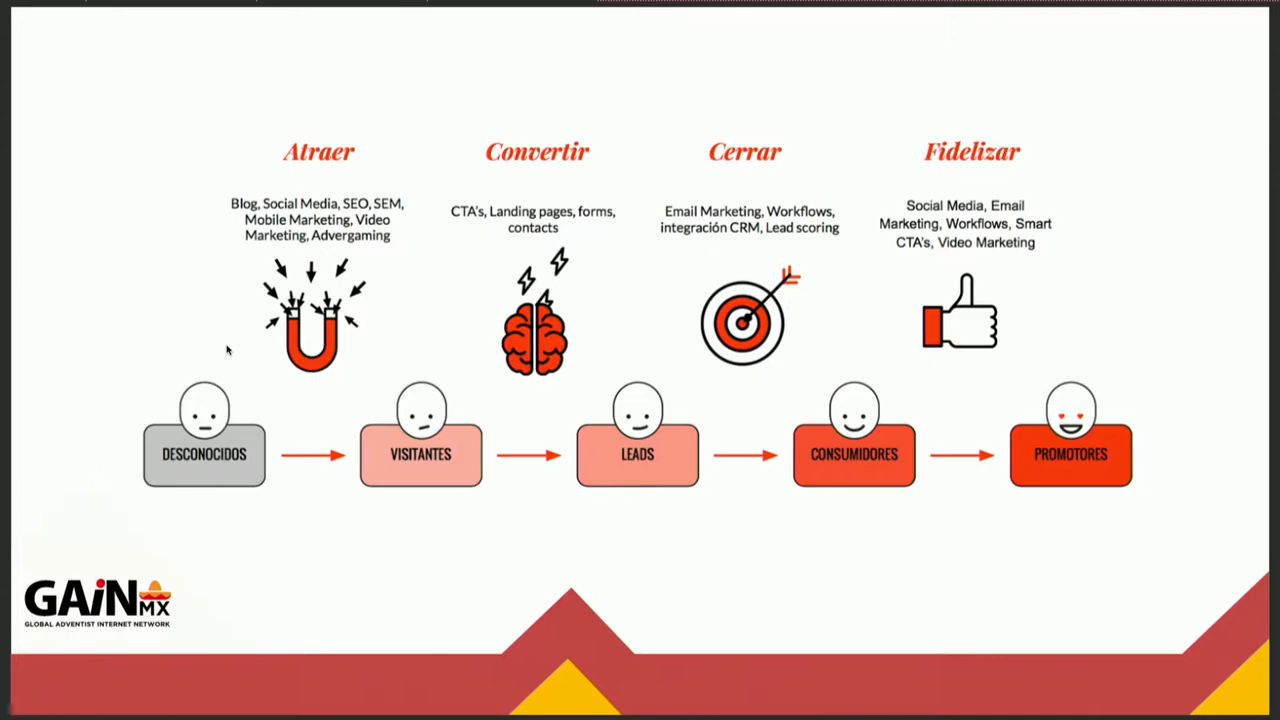 Atraer
Blog, Social Media, SEO, SEM,
Mobile Marketing, Video
Marketing, Advergaming
Convertir
CTA's, Landing pages, forms,
contacts
Cerrar
Email Marketing, Workflows,
integración CRM, Lead scoring
Fidelizar
Social Media, Email
Marketing, Workflows, Smart
CTA's, Video Marketing
DESCONOCIDOS
VISITANTES
LEADS
CONSUMIDORES
PROMOTORES
GAiN MX
GLOBAL ADVENTIST INTERNET NETWORK